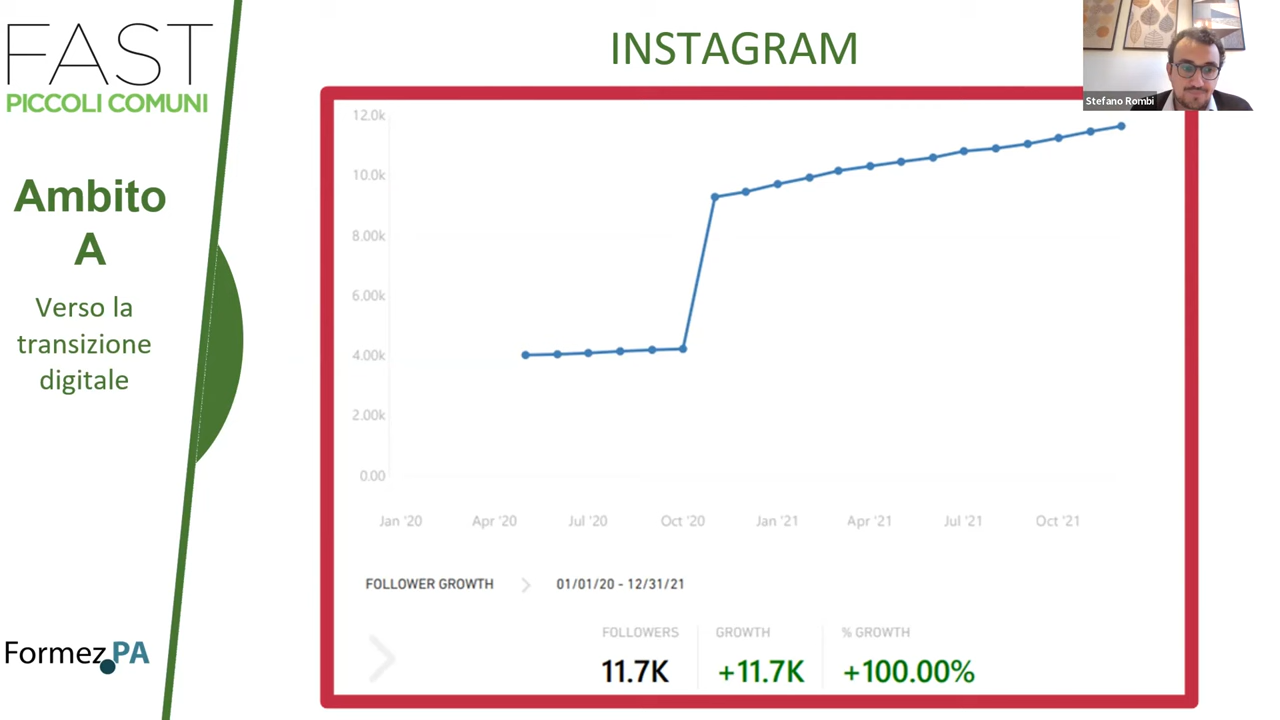 FAST
PICCOLI COMUNI
Ambito
A
Verso la
transizione
digitale
Formez.PA
INSTAGRAM
Stefano Rombi
12.0k
10.0k
8.00k
6.00k
4.00k
2.00k
0.00
Jan '20 Apr '20 Jul '20 Oct '20 Jan '21 Apr '21 Jul '21 Oct '21
FOLLOWER GROWTH 01/01/20 - 12/31/21
FOLLOWERS GROWTH % GROWTH
11.7K +11.7K +100.00%